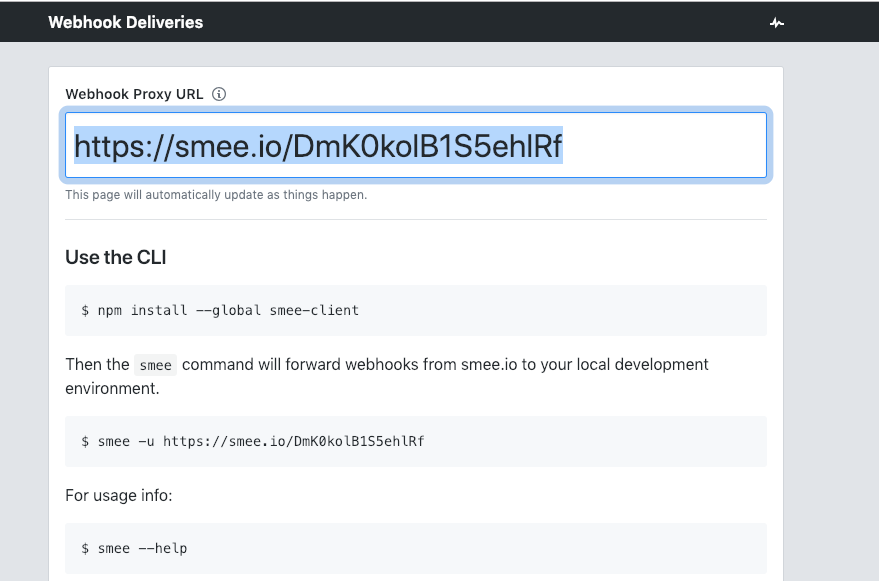 Webhook Deliveries
Webhook Proxy URL
https://smee.io/DmK0kolB1S5ehlRf
This page will automatically update as things happen.
Use the CLI
$ npm install --global smee-client
Then the smee command will forward webhooks from smee.io to your local development
environment.
$ smee -u https://smee.io/DmK0kolB1S5ehlRf
For usage info:
$ smee --help